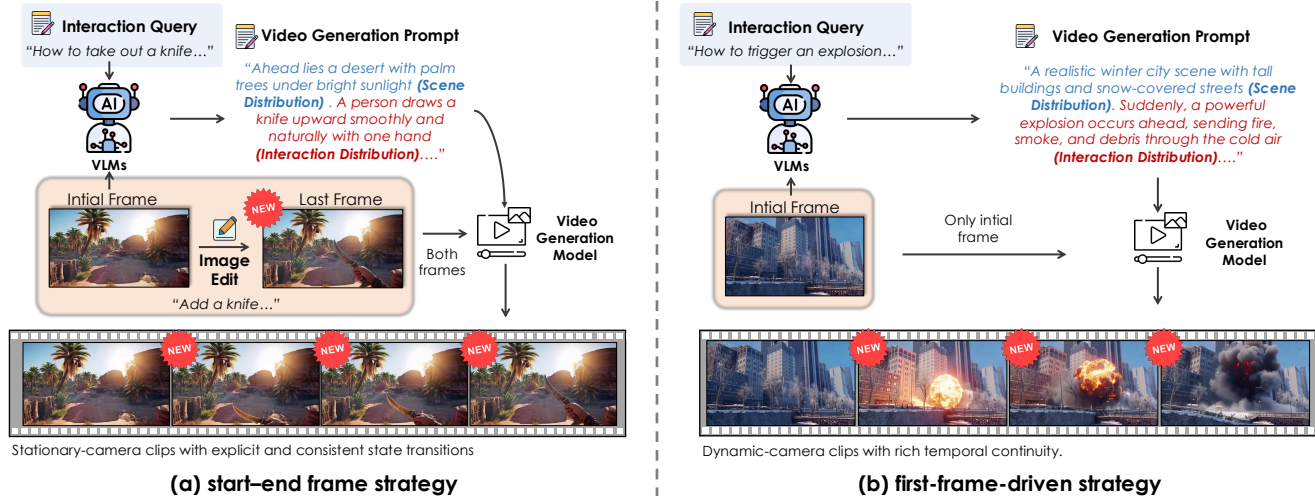 Interaction Query
“How to take out a knife…”
AI
VLMs
Video Generation Prompt
“Ahead lies a desert with palm
trees under bright sunlight (Scene
Distribution) . A person draws a
knife upward smoothly and
naturally with one hand
(Interaction Distribution)….”
Intial Frame
NEW
Last Frame
Image
Edit
“Add a knife…”
Both
frames
Video
Generation
Model
NEW
NEW
NEW
Stationary-camera clips with explicit and consistent state transitions
(a) start–end frame strategy
Interaction Query
“How to trigger an explosion…”
AI
VLMs
Video Generation Prompt
“A realistic winter city scene with tall
buildings and snow-covered streets (Scene
Distribution). Suddenly, a powerful
explosion occurs ahead, sending fire,
smoke, and debris through the cold air
(Interaction Distribution)….”
Intial Frame
Only intial
frame
Video
Generation
Model
NEW
NEW
NEW
Dynamic-camera clips with rich temporal continuity.
(b) first-frame-driven strategy